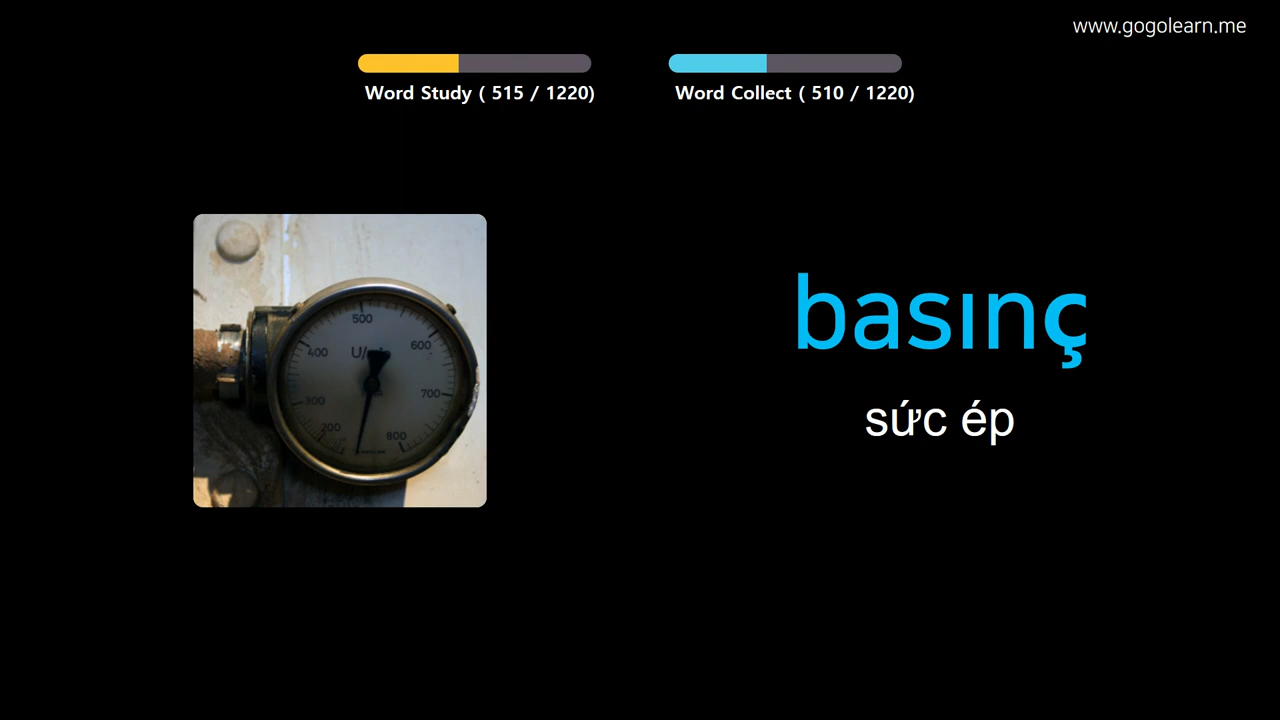 www.gogolearn.me
Word Study ( 515 / 1220)
Word Collect ( 510 / 1220)
500
400
600
300
700
200
800
basınç
sức ép